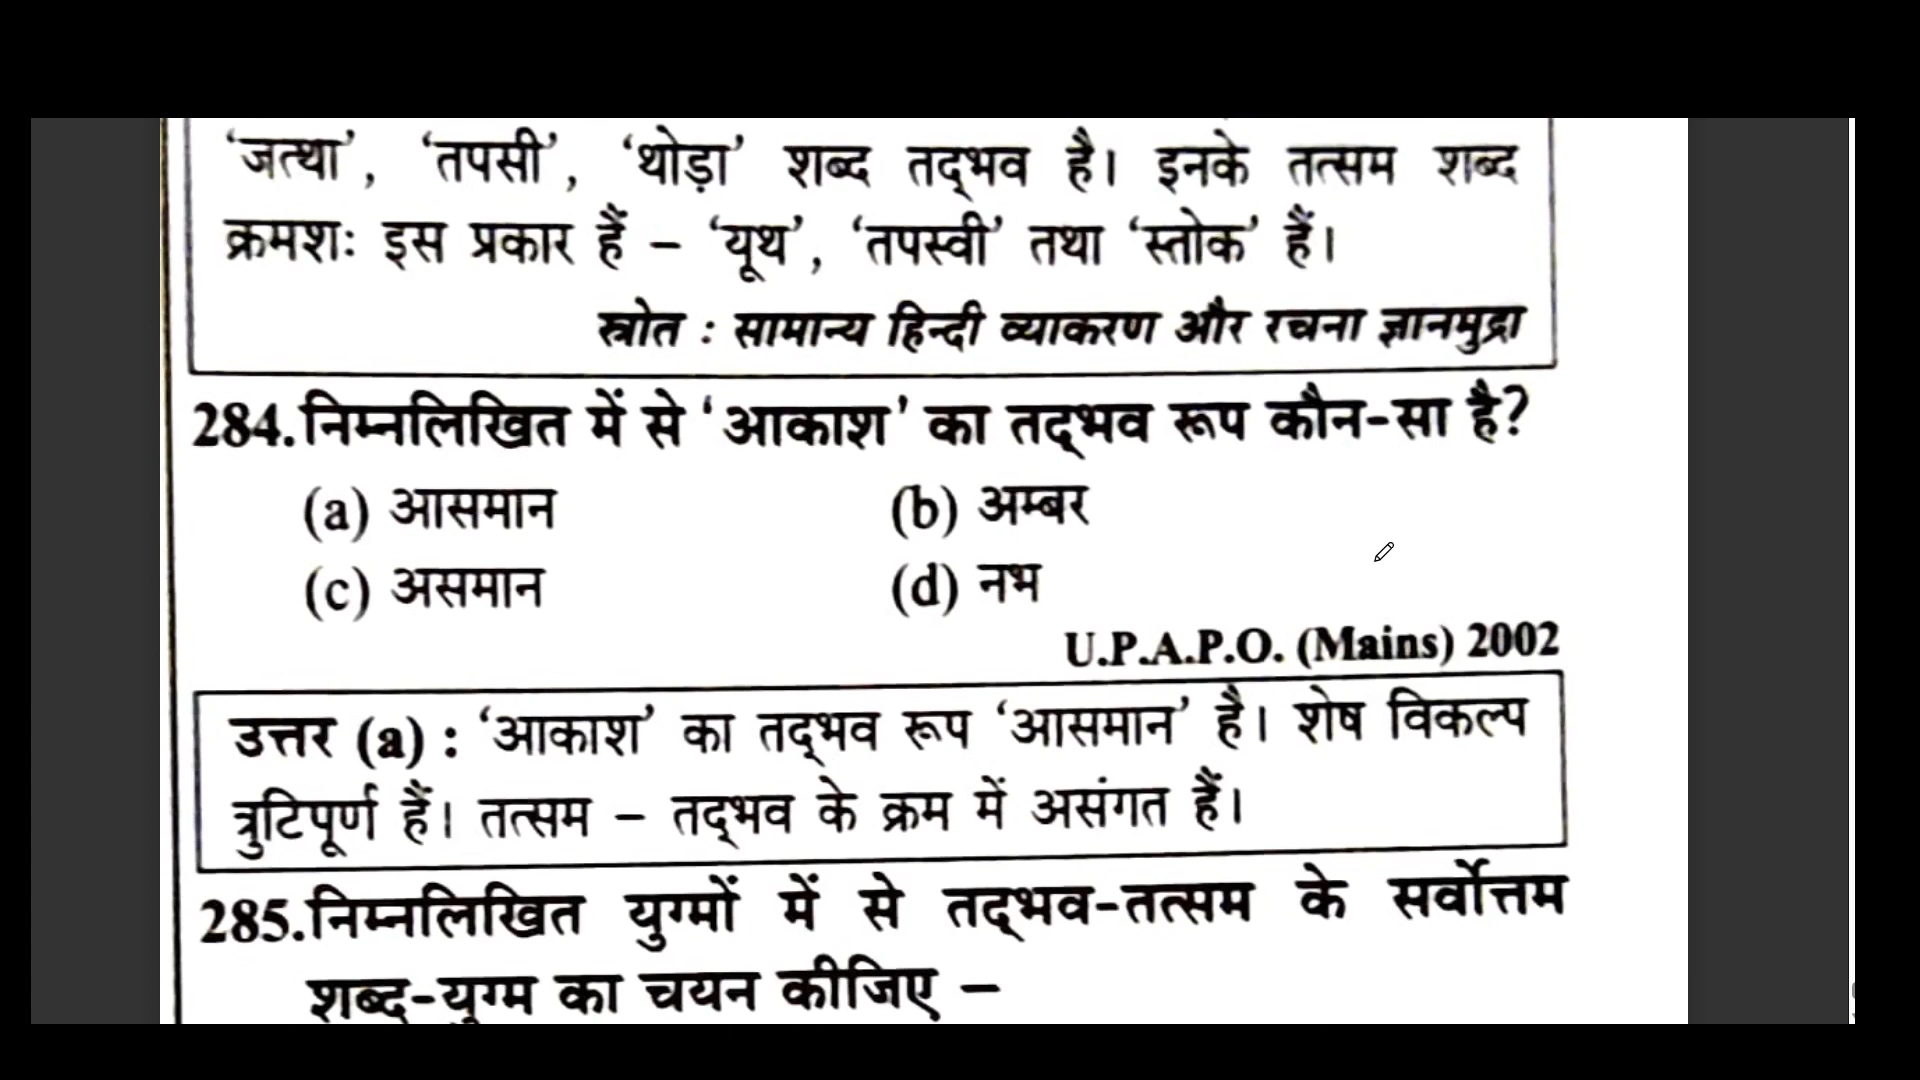 ‘जत्था’, ‘तपसी’, ‘थोड़ा’ शब्द तद्भव है। इनके तत्सम शब्द
क्रमशः इस प्रकार हैं – ‘यूथ’, ‘तपस्वी’ तथा ‘स्तोक’ हैं।
स्रोत : सामान्य हिन्दी व्याकरण और रचना ज्ञानमुद्रा
284. निम्नलिखित में से ‘आकाश’ का तद्भव रूप कौन-सा है?
(a) आसमान (b) अम्बर
(c) असमान (d) नभ
U.P.A.P.O. (Mains) 2002
उत्तर (a) : ‘आकाश’ का तद्भव रूप ‘आसमान’ है। शेष विकल्प
त्रुटिपूर्ण हैं। तत्सम – तद्भव के क्रम में असंगत हैं।
285. निम्नलिखित युग्मों में से तद्भव-तत्सम के सर्वोत्तम
शब्द-युग्म का चयन कीजिए –